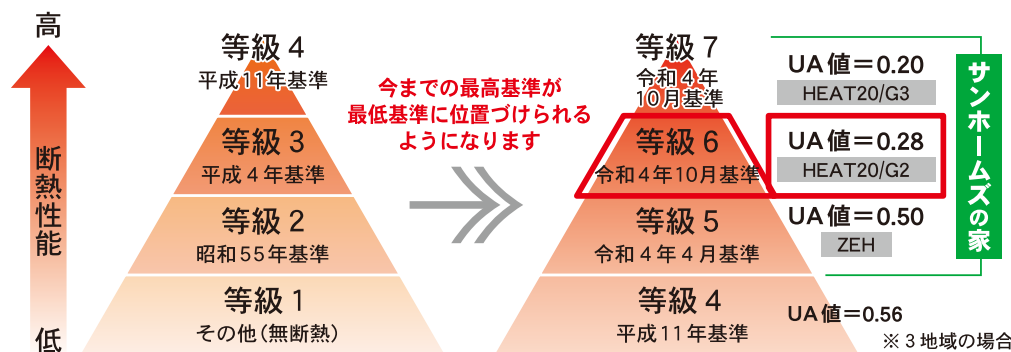 高
断熱性能
低
等級4
平成11年基準
等級3
平成4年基準
等級2
昭和55年基準
等級1
その他(無断熱)
今までの最高基準が
最低基準に位置づけられる
ようになります
等級7
令和4年
10月基準
等級6
令和4年10月基準
等級5
令和4年4月基準
等級4
平成11年基準
UA値=0.20
HEAT20/G3
UA値=0.28
HEAT20/G2
UA値=0.50
ZEH
UA値=0.56
※3地域の場合
サンホームズの家